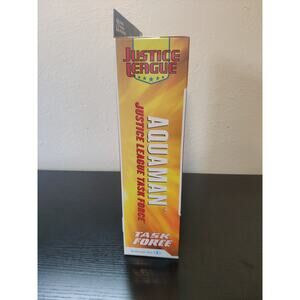 JUSTICE
LEAGUE
AQUAMAN
JUSTICE LEAGUE TASK FORCE
TASK
FORCE